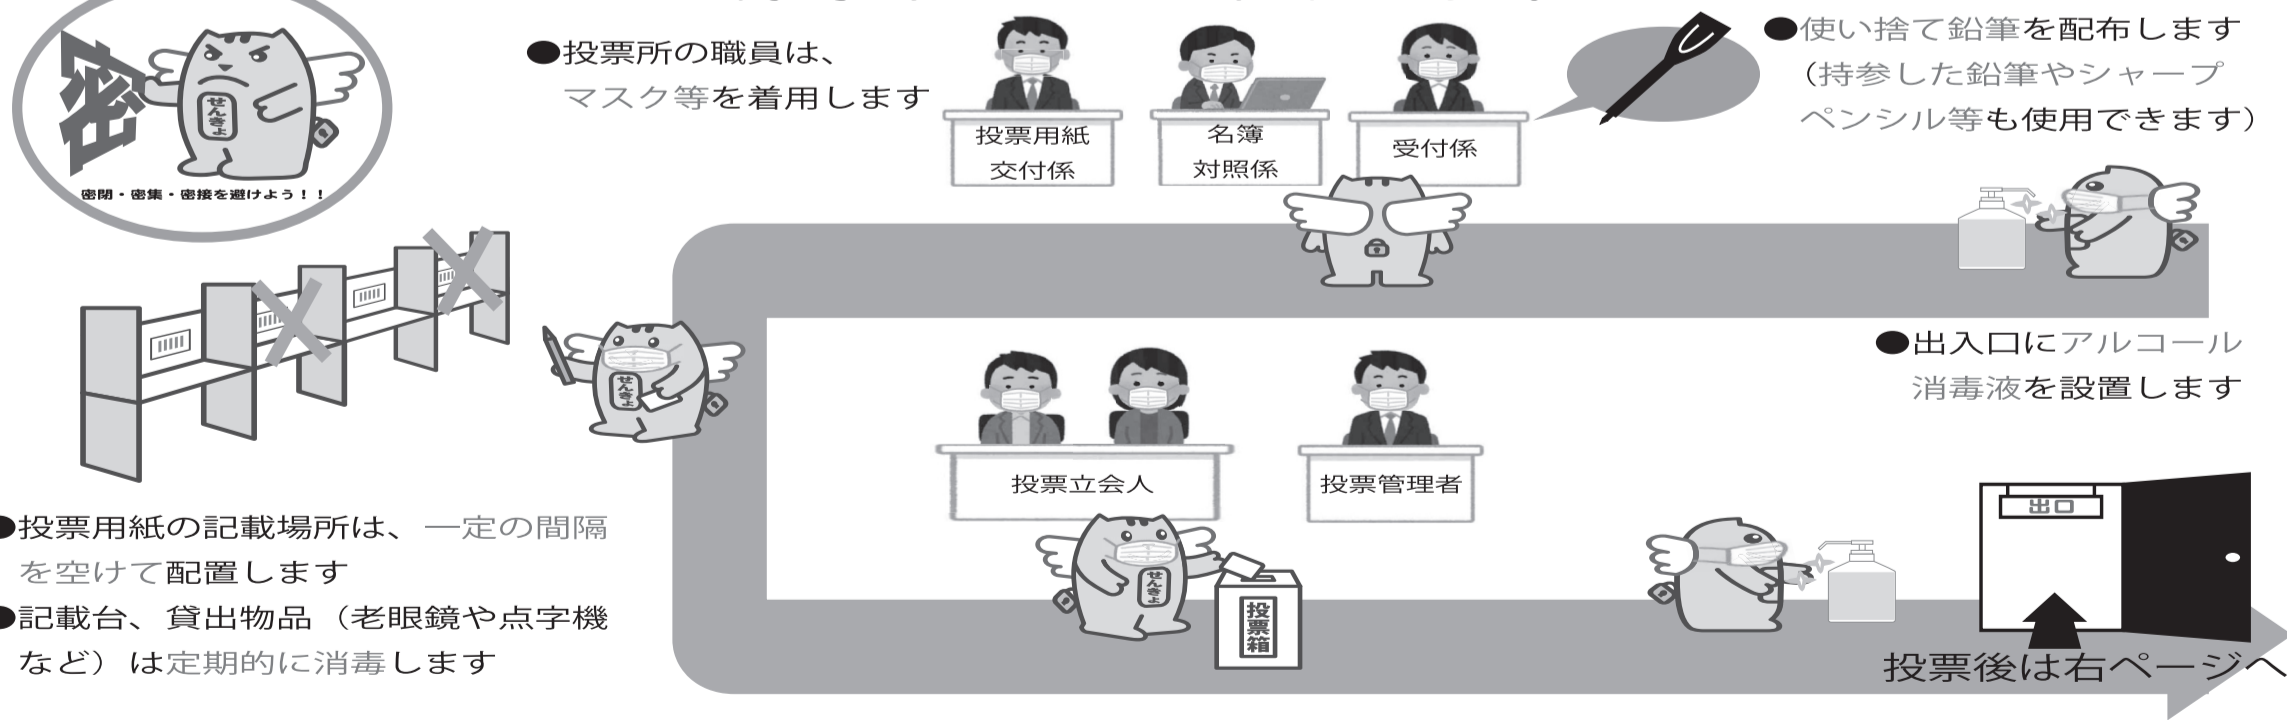 密
せんきょ
密閉・密集・密接を避けよう！！
●投票所の職員は、
マスク等を着用します
投票用紙
交付係
名簿
対照係
受付係
●使い捨て鉛筆を配布します
（持参した鉛筆やシャープ
ペンシル等も使用できます）
せんきょ
●出入口にアルコール
消毒液を設置します
投票立会人
投票管理者
●投票用紙の記載場所は、一定の間隔
を空けて配置します
●記載台、貸出物品（老眼鏡や点字機
など）は定期的に消毒します
せんきょ
投票箱
出口
投票後は右ページへ